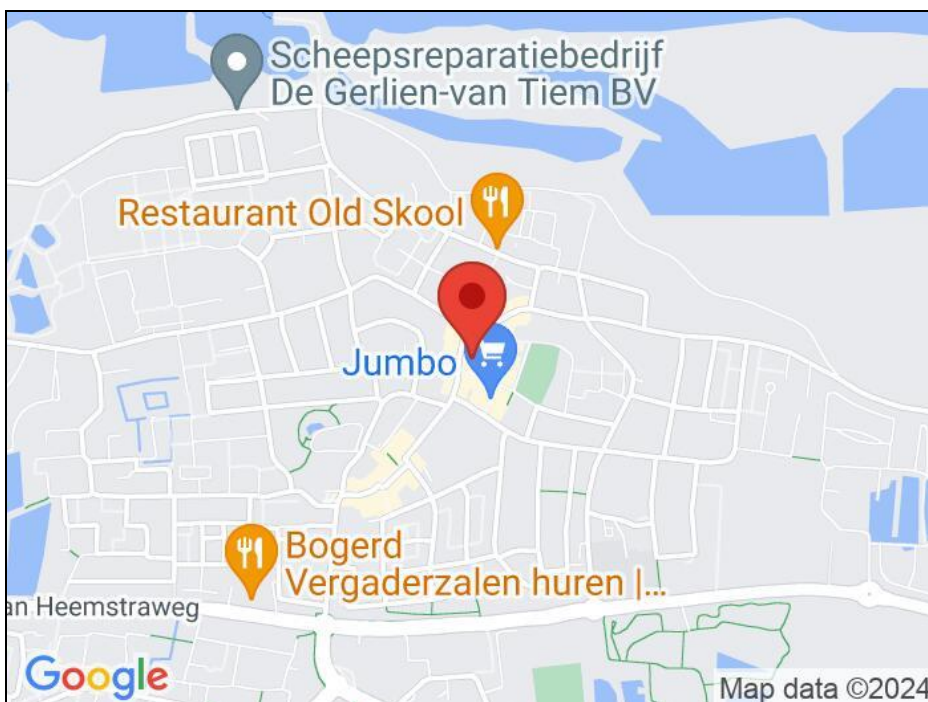 Scheepsreparatiebedrijf
De Gerlien-van Tiem BV
Restaurant Old Skool
Jumbo
Bogerd
Vergaderzalen huren |...
an Heemstraweg
Google
Map data ©2024